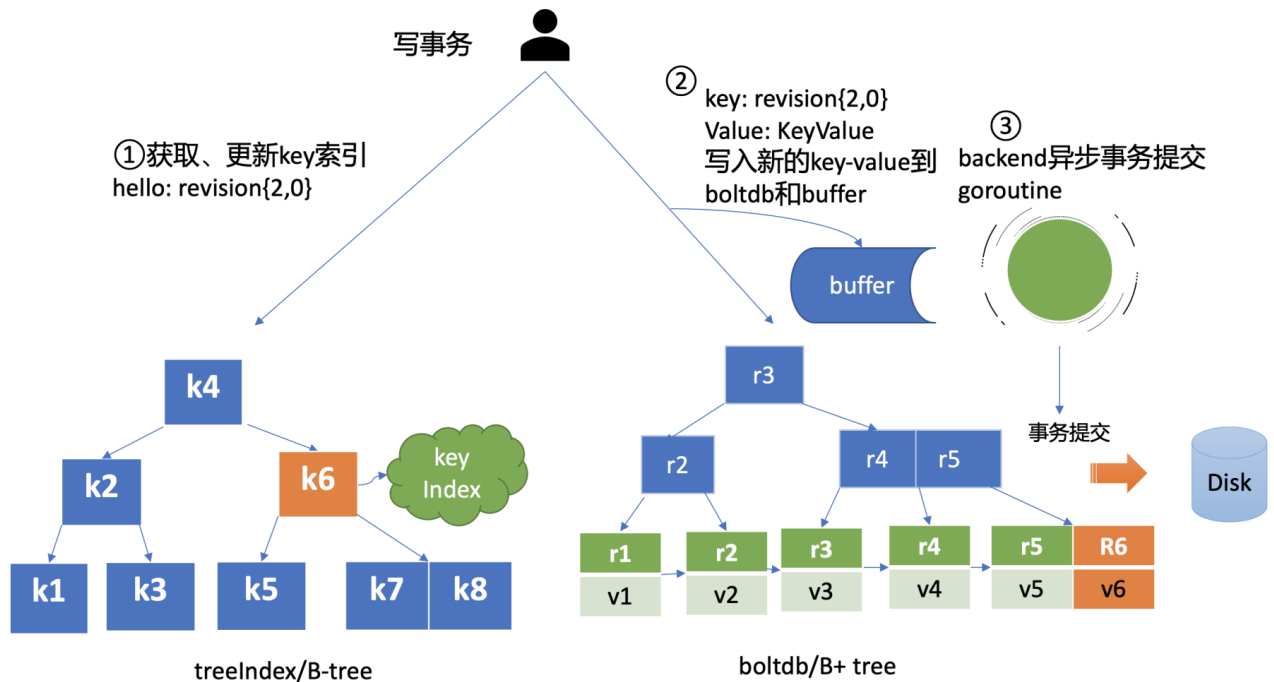 写事务
①获取、更新key索引
hello: revision{2,0}
②
key: revision{2,0}
Value: KeyValue
写入新的key-value到
boltdb和buffer
③
backend异步事务提交
goroutine
buffer
k4
k2
k6
key
Index
k1
k3
k5
k7
k8
treeIndex/B-tree
r3
r2
r4
r5
事务提交
Disk
r1
r2
r3
r4
r5
R6
v1
v2
v3
v4
v5
v6
boltdb/B+ tree